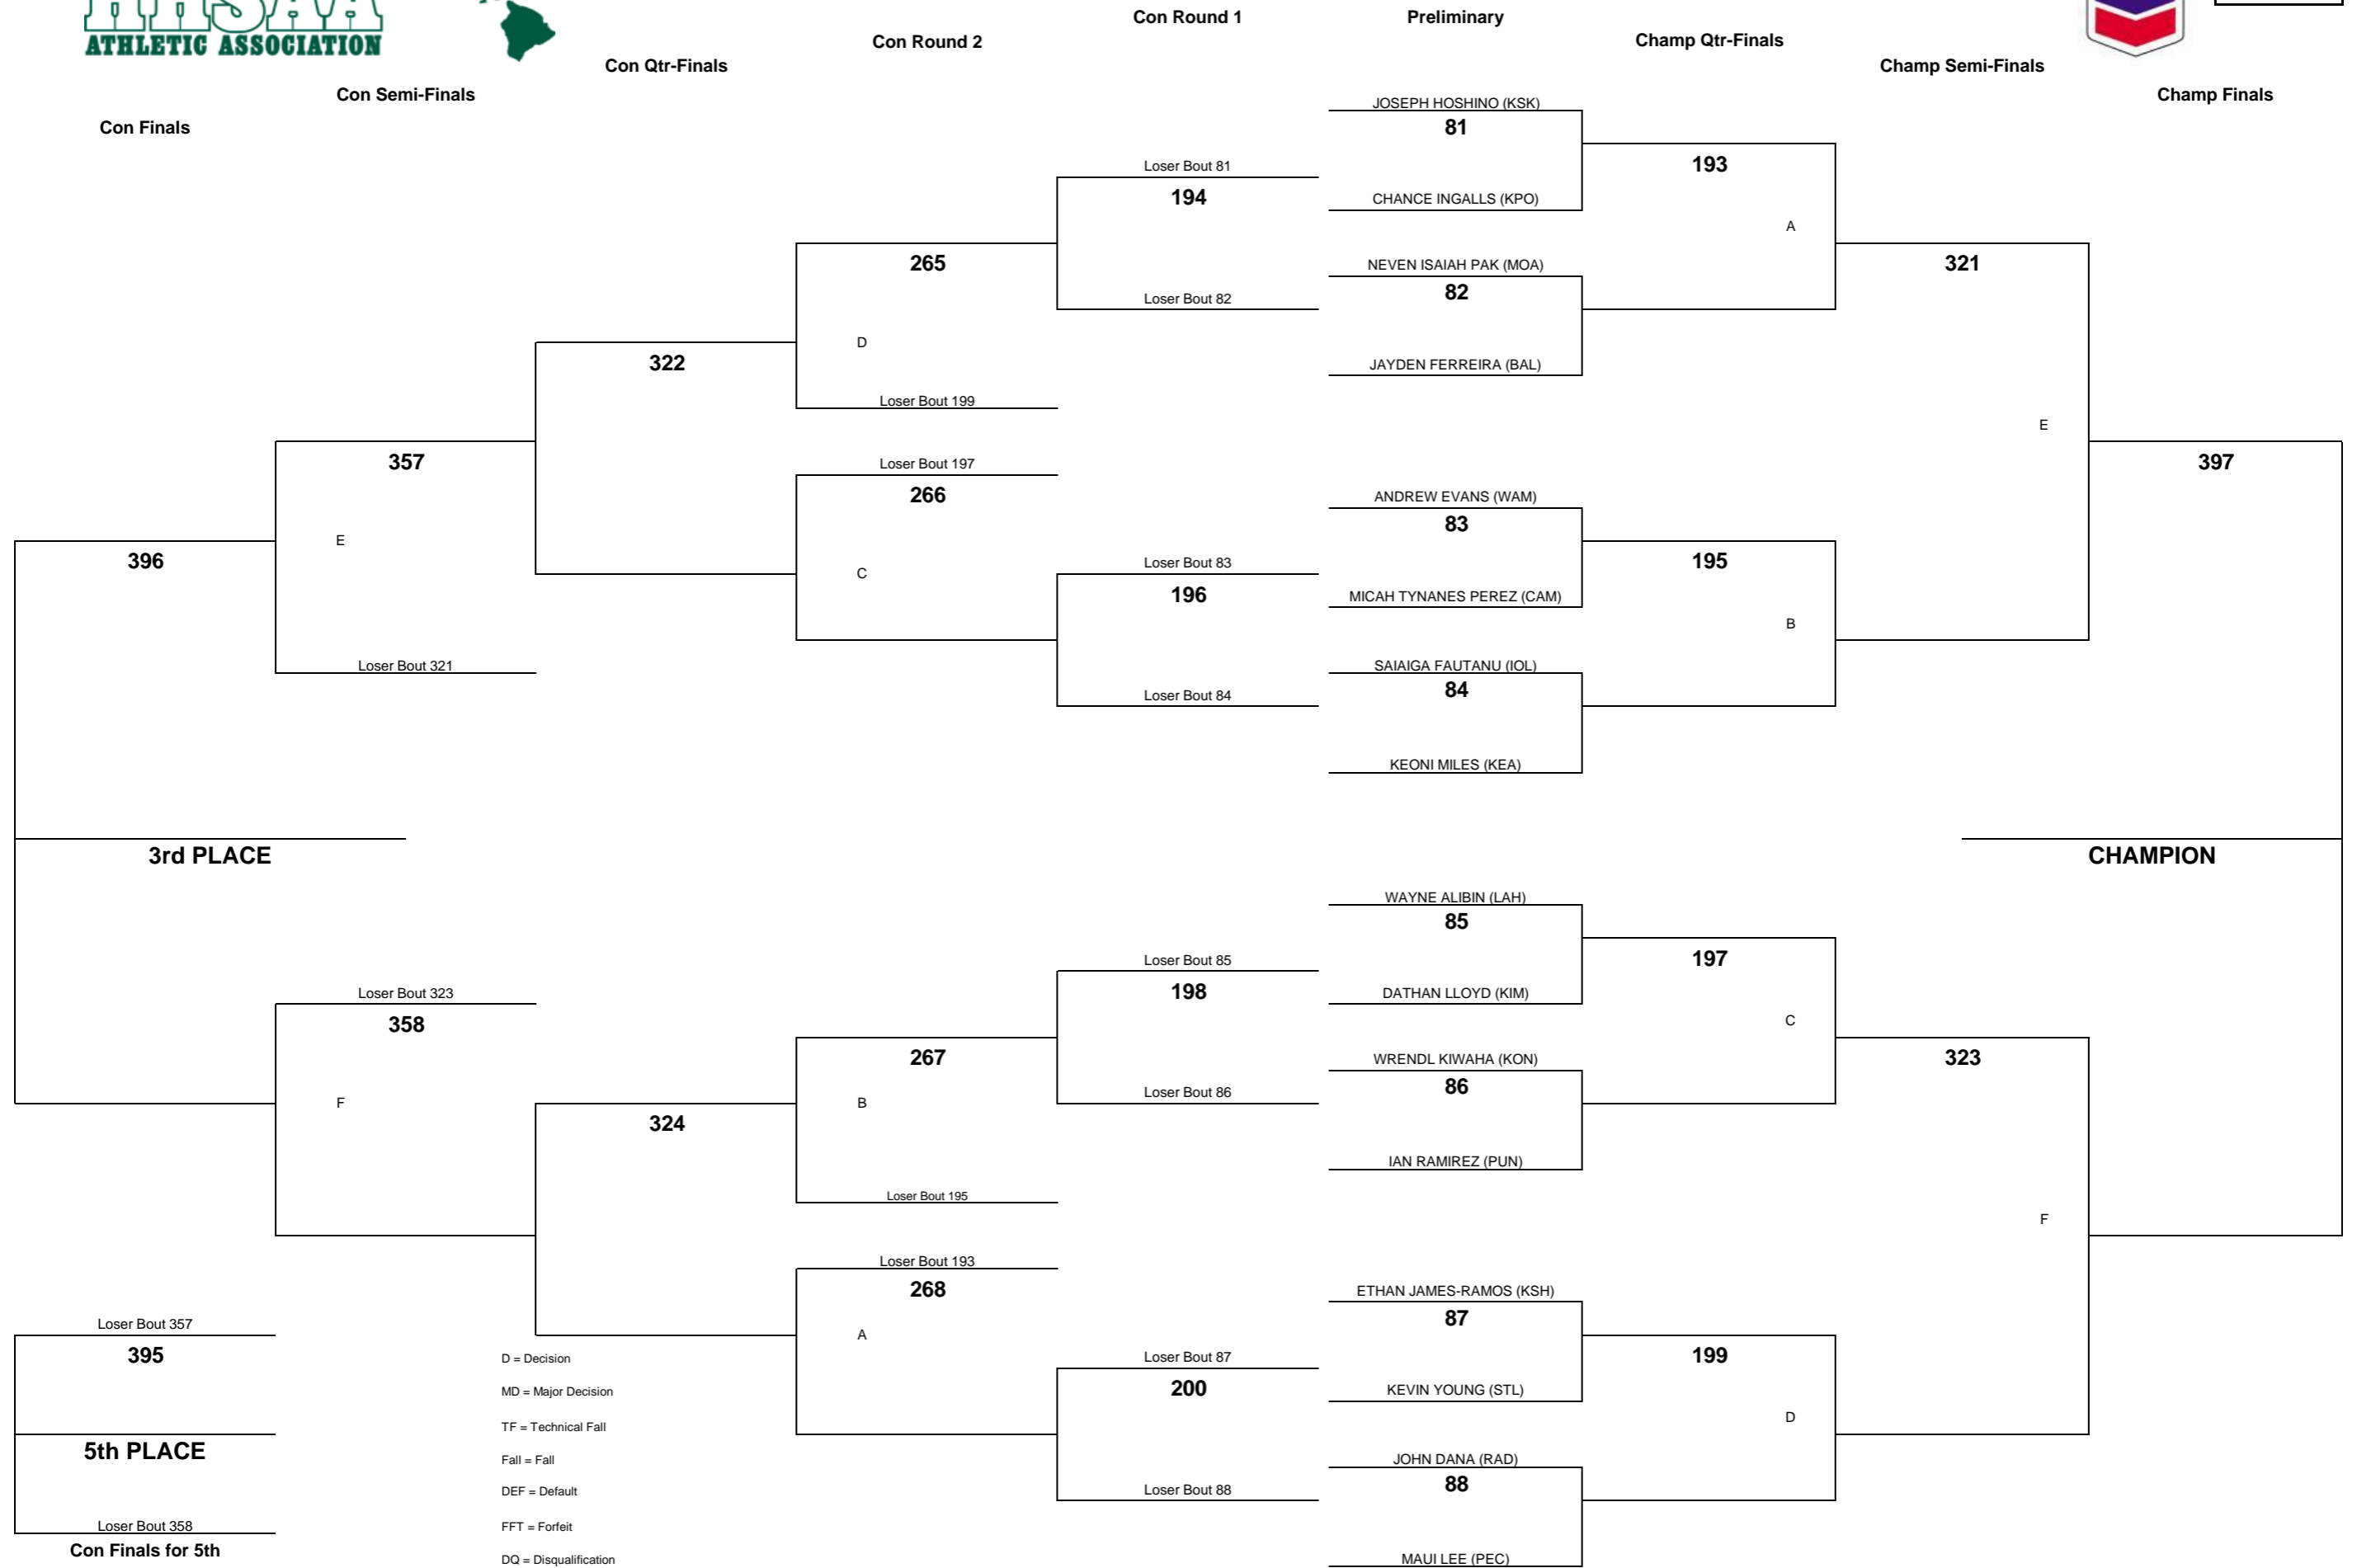 HHSAA
ATHLETIC ASSOCIATION
Con Finals
Con Semi-Finals
Con Qtr-Finals
Con Round 2
Con Round 1
Preliminary
Champ Qtr-Finals
Champ Semi-Finals
Champ Finals
JOSEPH HOSHINO (KSK)
81
CHANCE INGALLS (KPO)
NEVEN ISAIAH PAK (MOA)
82
JAYDEN FERREIRA (BAL)
ANDREW EVANS (WAM)
83
MICAH TYNANES PEREZ (CAM)
SAIAIGA FAUTANU (IOL)
84
KEONI MILES (KEA)
WAYNE ALIBIN (LAH)
85
DATHAN LLOYD (KIM)
WRENDL KIWAHA (KON)
86
IAN RAMIREZ (PUN)
ETHAN JAMES-RAMOS (KSH)
87
KEVIN YOUNG (STL)
JOHN DANA (RAD)
88
MAUI LEE (PEC)
193
A
195
B
197
C
199
D
321
E
323
F
397
CHAMPION
Loser Bout 81
194
Loser Bout 82
Loser Bout 83
196
Loser Bout 84
Loser Bout 85
198
Loser Bout 86
Loser Bout 87
200
Loser Bout 88
265
D
Loser Bout 199
Loser Bout 197
266
C
267
B
Loser Bout 195
Loser Bout 193
268
A
322
324
357
E
Loser Bout 321
Loser Bout 323
358
F
396
3rd PLACE
Loser Bout 357
395
5th PLACE
Loser Bout 358
Con Finals for 5th
D = Decision
MD = Major Decision
TF = Technical Fall
Fall = Fall
DEF = Default
FFT = Forfeit
DQ = Disqualification